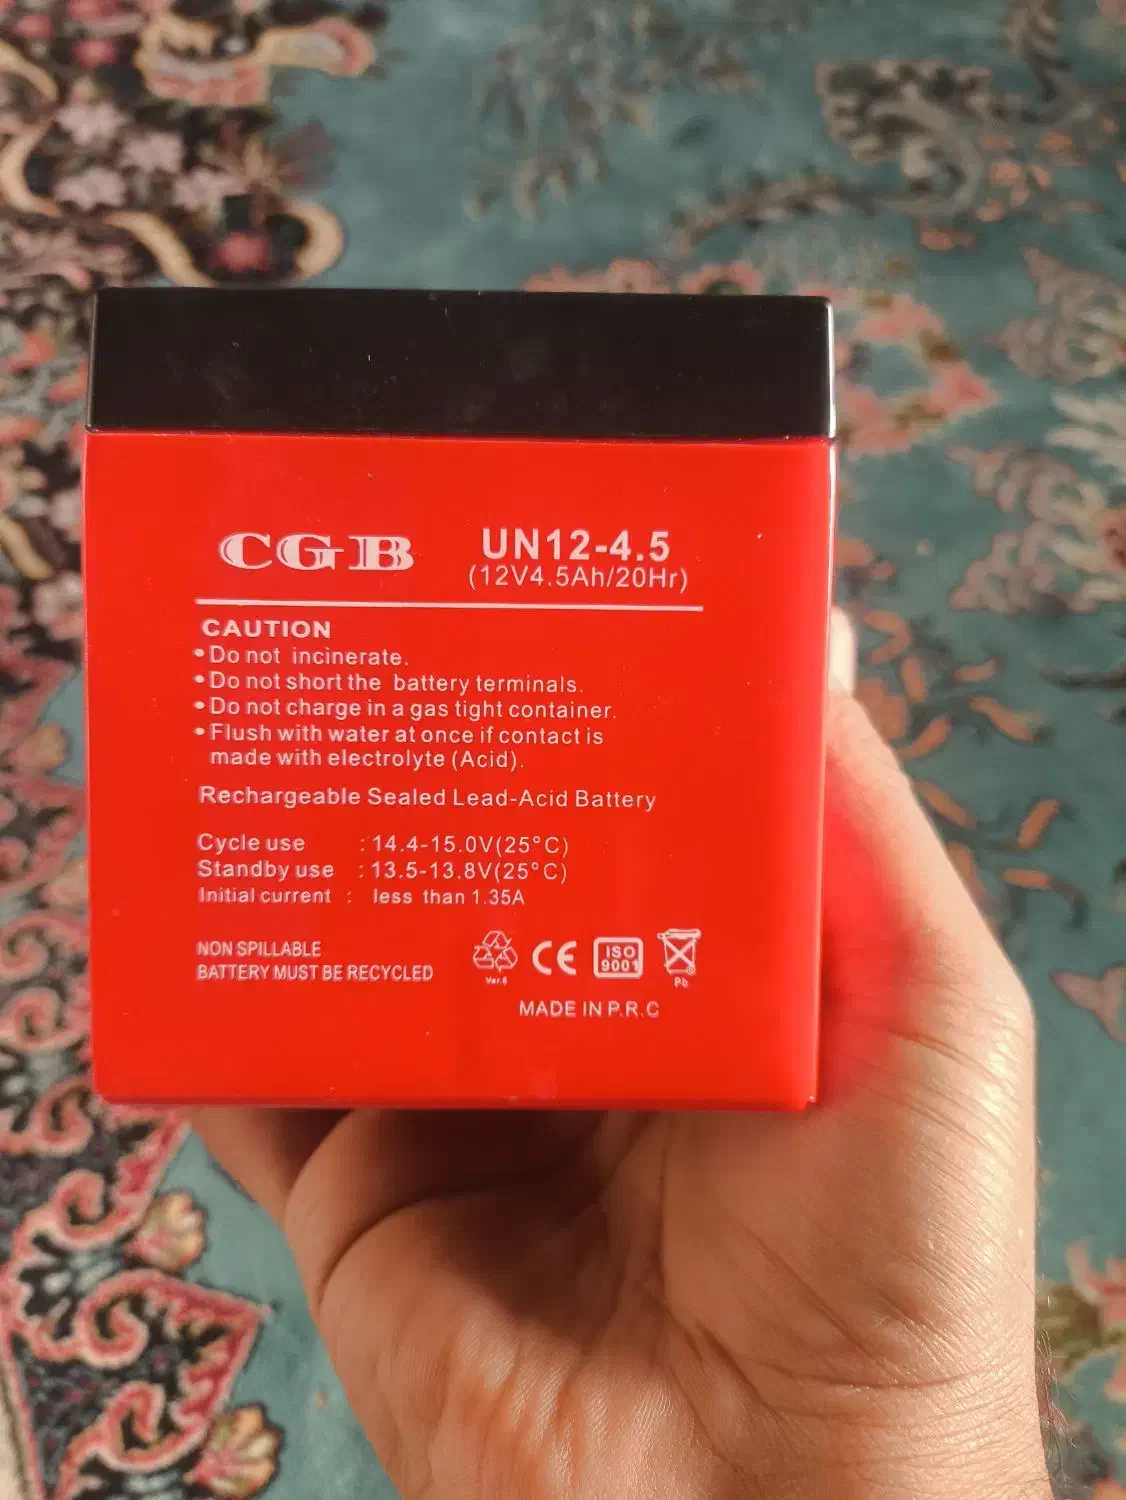 CGB
UN12-4.5
(12V4.5Ah/20Hr)
CAUTION
•Do not incinerate.
•Do not short the battery terminals.
•Do not charge in a gas tight container.
•Flush with water at once if contact is
made with electrolyte (Acid).
Rechargeable Sealed Lead-Acid Battery
Cycle use :14.4-15.0V(25°C)
Standby use :13.5-13.8V(25°C)
Initial current : less than 1.35A
NON SPILLABLE
BATTERY MUST BE RECYCLED
Ver.6
CE
ISO
9001
Pb
MADE IN P.R.C